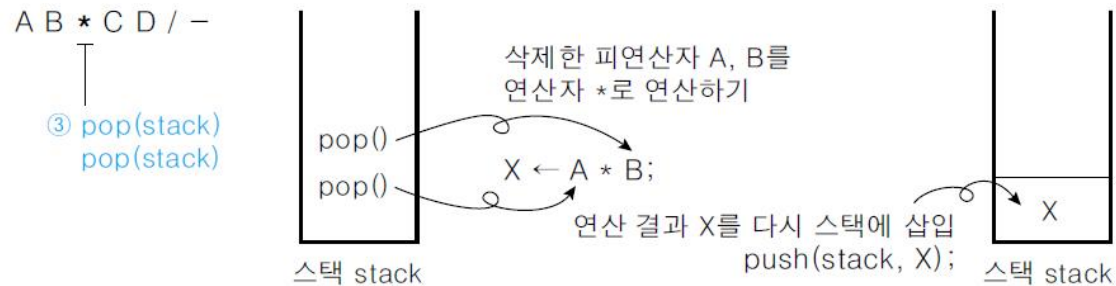 A B * C D / −
③ pop(stack)
pop(stack)
pop()
pop()
스택 stack
삭제한 피연산자 A, B를
연산자 *로 연산하기
X ← A * B;
연산 결과 X를 다시 스택에 삽입
push(stack, X);
X
스택 stack